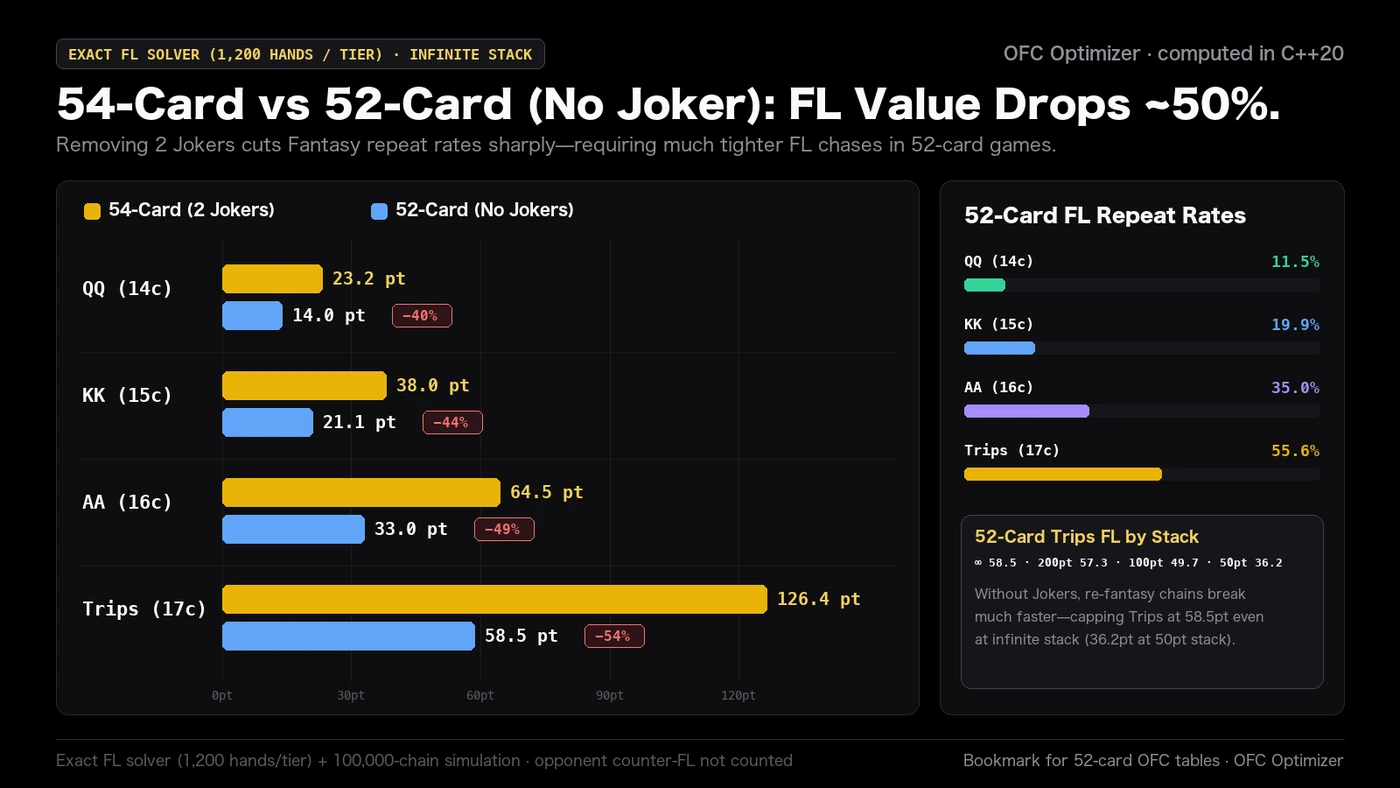 EXACT FL SOLVER (1,200 HANDS / TIER) · INFINITE STACK
OFC Optimizer · computed in C++20
54-Card vs 52-Card (No Joker): FL Value Drops ~50%.
Removing 2 Jokers cuts Fantasy repeat rates sharply—requiring much tighter FL chases in 52-card games.
54-Card (2 Jokers)
52-Card (No Jokers)
QQ (14c)
23.2 pt
14.0 pt
−40%
KK (15c)
38.0 pt
21.1 pt
−44%
AA (16c)
64.5 pt
33.0 pt
−49%
Trips (17c)
126.4 pt
58.5 pt
−54%
0pt
30pt
60pt
90pt
120pt
52-Card FL Repeat Rates
QQ (14c)
11.5%
KK (15c)
19.9%
AA (16c)
35.0%
Trips (17c)
55.6%
52-Card Trips FL by Stack
∞ 58.5 · 200pt 57.3 · 100pt 49.7 · 50pt 36.2
Without Jokers, re-fantasy chains break
much faster—capping Trips at 58.5pt even
at infinite stack (36.2pt at 50pt stack).
Exact FL solver (1,200 hands/tier) + 100,000-chain simulation · opponent counter-FL not counted
Bookmark for 52-card OFC tables · OFC Optimizer